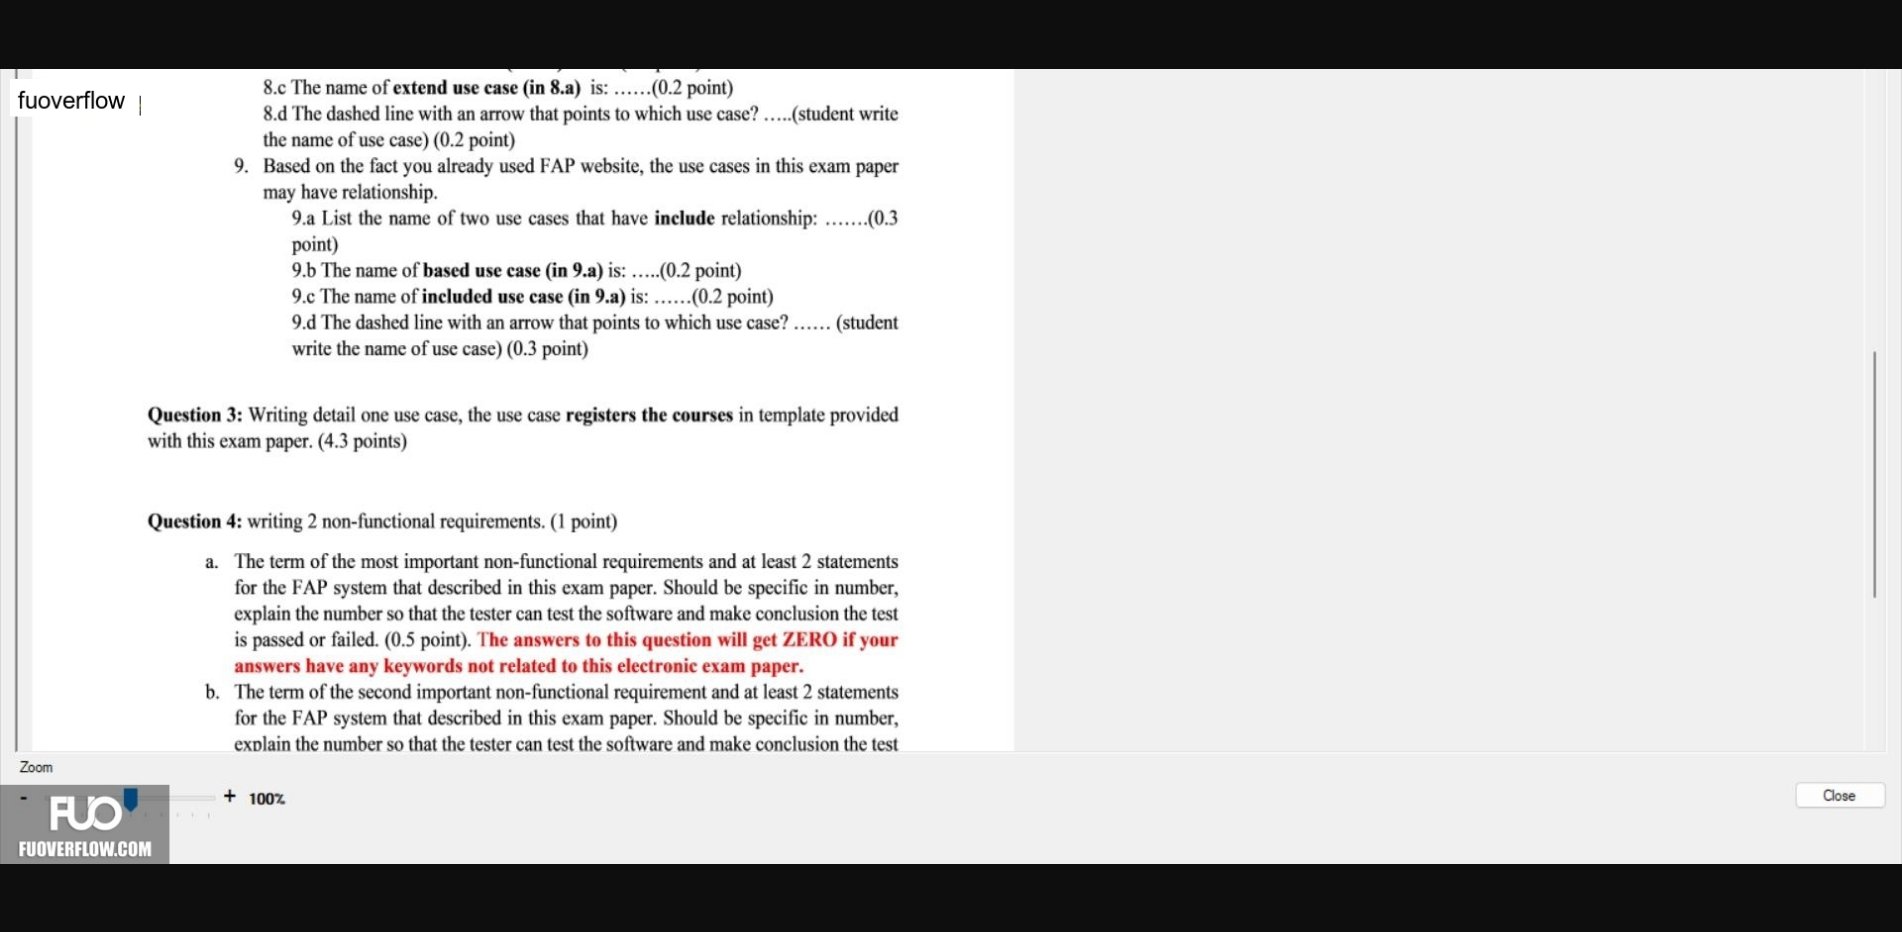 8.c The name of extend use case (in 8.a) is: ......(0.2 point)
fuoverflow
8.d The dashed line with an arrow that points to which use case? .....(student write
the name of use case) (0.2 point)
9. Based on the fact you already used FAP website, the use cases in this exam paper
may have relationship.
9.a List the name of two use cases that have include relationship: .......(0.3
point)
9.b The name of based use case (in 9.a) is: .....(0.2 point)
9.c The name of included use case (in 9.a) is: ......(0.2 point)
9.d The dashed line with an arrow that points to which use case? ...... (student
write the name of use case) (0.3 point)
Question 3: Writing detail one use case, the use case registers the courses in template provided
with this exam paper. (4.3 points)
Question 4: writing 2 non-functional requirements. (1 point)
a. The term of the most important non-functional requirements and at least 2 statements
for the FAP system that described in this exam paper. Should be specific in number,
explain the number so that the tester can test the software and make conclusion the test
is passed or failed. (0.5 point). The answers to this question will get ZERO if your
answers have any keywords not related to this electronic exam paper.
b. The term of the second important non-functional requirement and at least 2 statements
for the FAP system that described in this exam paper. Should be specific in number,
explain the number so that the tester can test the software and make conclusion the test
Zoom
- + 100%
Close
FUO
FUOVERFLOW.COM